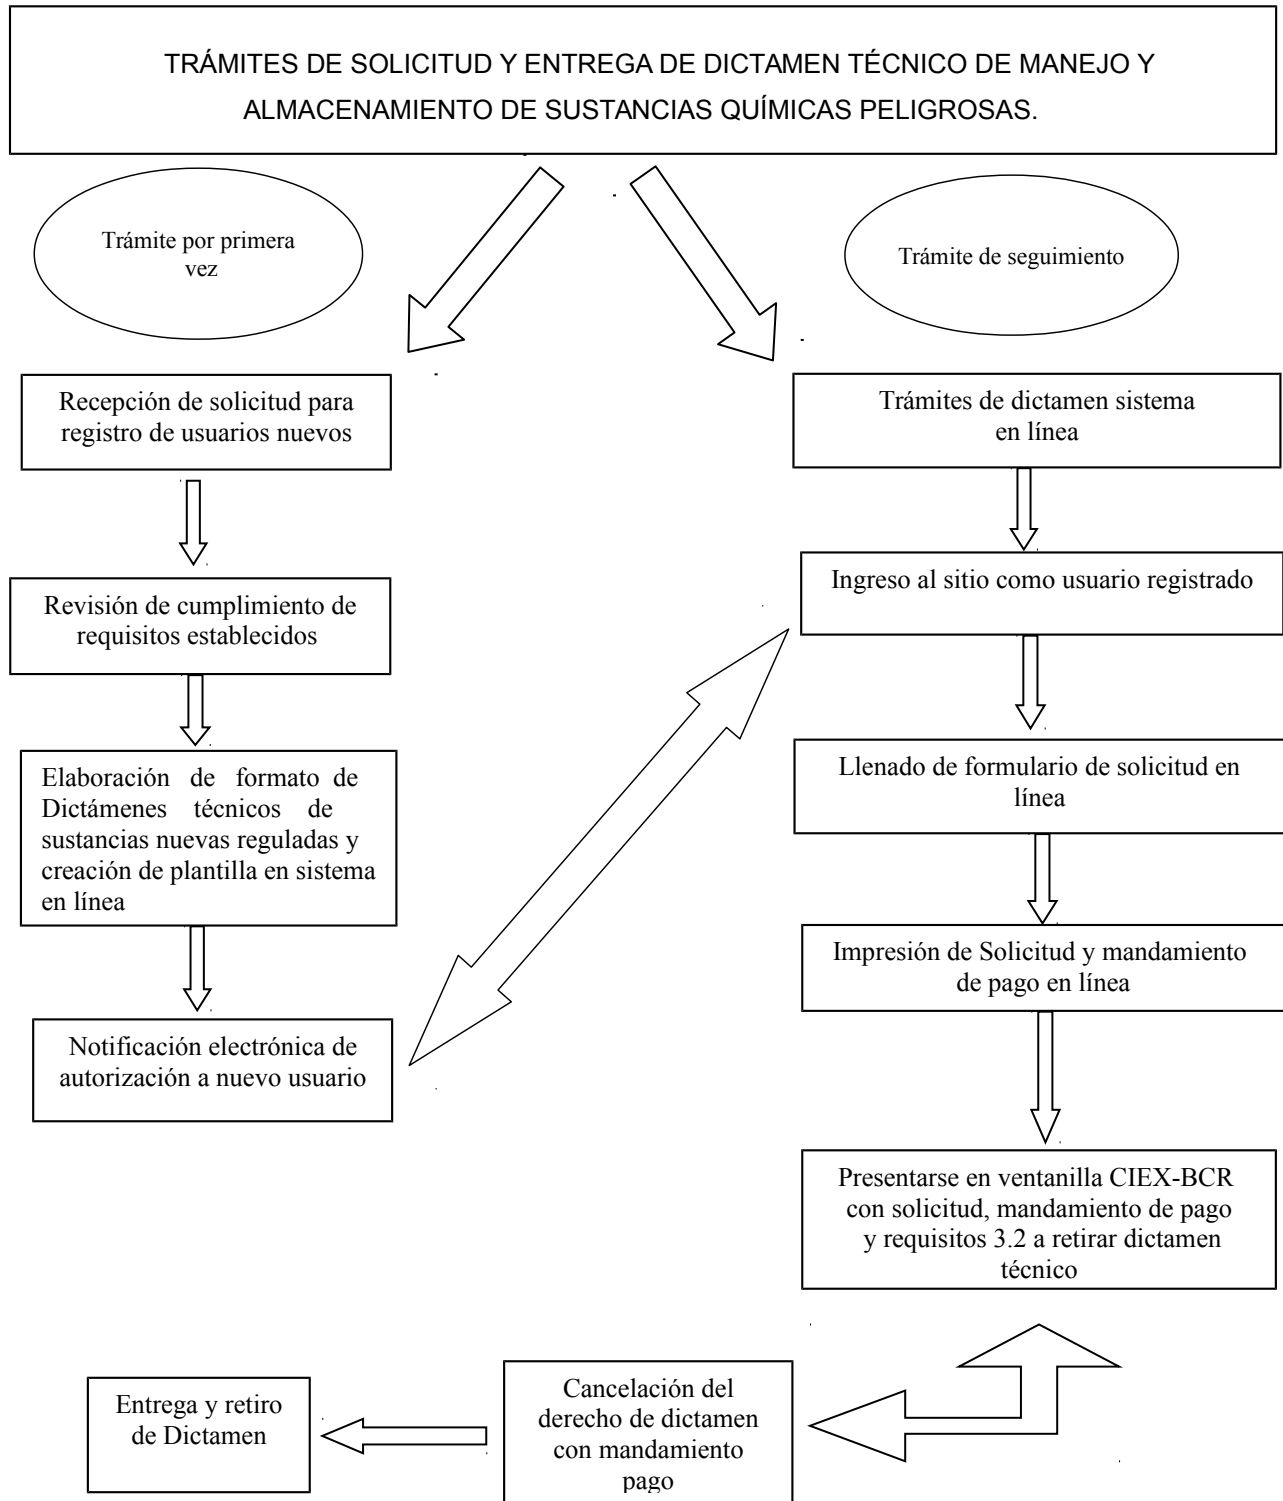 TRÁMITES DE SOLICITUD Y ENTREGA DE DICTAMEN TÉCNICO DE MANEJO Y
ALMACENAMIENTO DE SUSTANCIAS QUÍMICAS PELIGROSAS.
Trámite por primera
vez
Recepción de solicitud para
registro de usuarios nuevos
Revisión de cumplimiento de
requisitos establecidos
Elaboración de formato de
Dictámenes técnicos de
sustancias nuevas reguladas y
creación de plantilla en sistema
en línea
Notificación electrónica de
autorización a nuevo usuario
Trámite de seguimiento
Trámites de dictamen sistema
en línea
Ingreso al sitio como usuario registrado
Llenado de formulario de solicitud en
línea
Impresión de Solicitud y mandamiento
de pago en línea
Presentarse en ventanilla CIEX-BCR
con solicitud, mandamiento de pago
y requisitos 3.2 a retirar dictamen
técnico
Cancelación del
derecho de dictamen
con mandamiento
pago
Entrega y retiro
de Dictamen